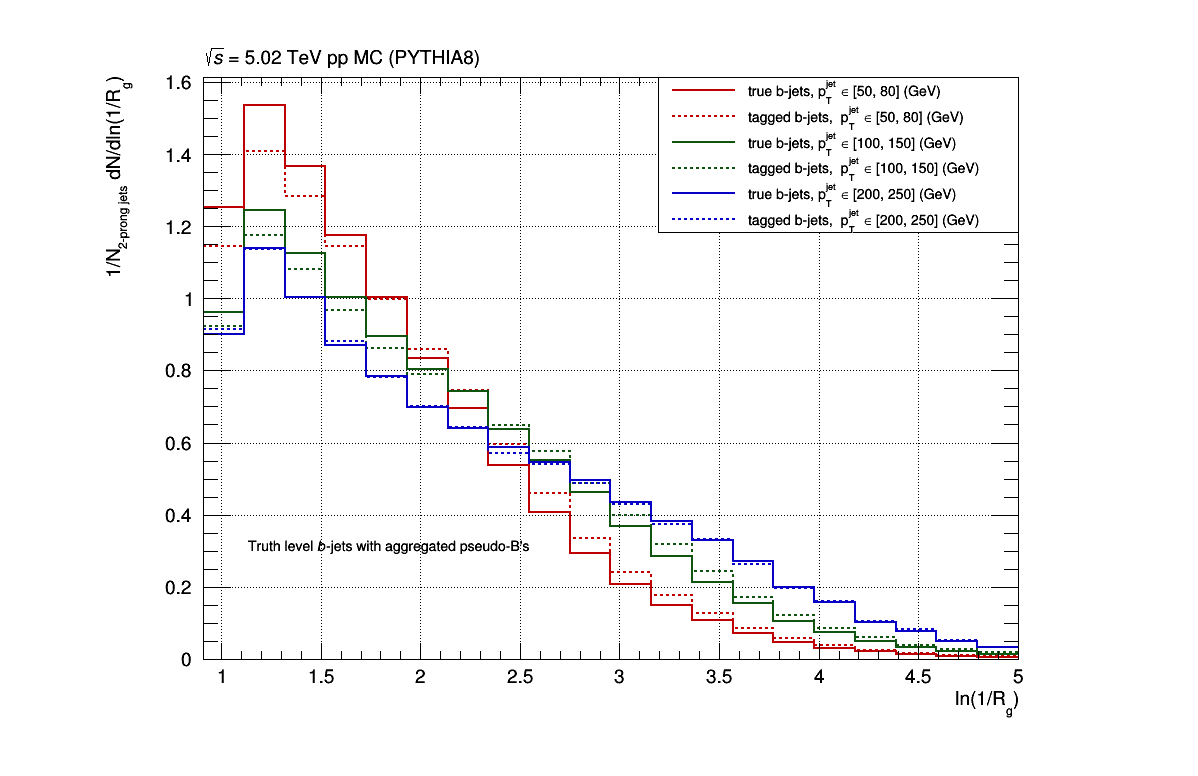 √s = 5.02 TeV pp MC (PYTHIA8)
1/N2-prong jets dN/dln(1/Rg)
1.6
1.4
1.2
1
0.8
0.6
0.4
0.2
0
true b-jets, pTjet ∈ [50, 80] (GeV)
tagged b-jets, pTjet ∈ [50, 80] (GeV)
true b-jets, pTjet ∈ [100, 150] (GeV)
tagged b-jets, pTjet ∈ [100, 150] (GeV)
true b-jets, pTjet ∈ [200, 250] (GeV)
tagged b-jets, pTjet ∈ [200, 250] (GeV)
Truth level b-jets with aggregated pseudo-B's
1 1.5 2 2.5 3 3.5 4 4.5 5
ln(1/Rg)